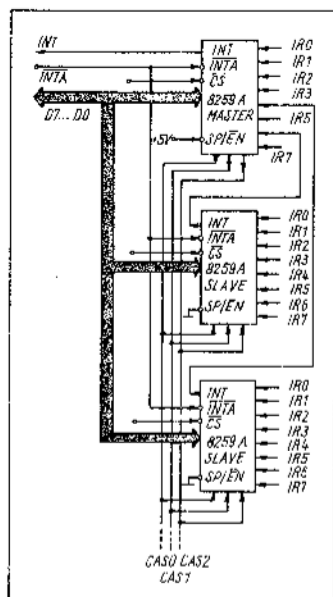 INT
INTA
D7...D0
INT
INTA
CS
8259A
MASTER
+5V
SP/EN
IR0
IR1
IR2
IR3
IR5
IR7
INT
INTA
CS
8259A
SLAVE
SP/EN
IR0
IR1
IR2
IR3
IR4
IR5
IR6
IR7
INT
INTA
CS
8259A
SLAVE
SP/EN
IR0
IR1
IR2
IR3
IR4
IR5
IR6
IR7
CAS0 CAS2
CAS1